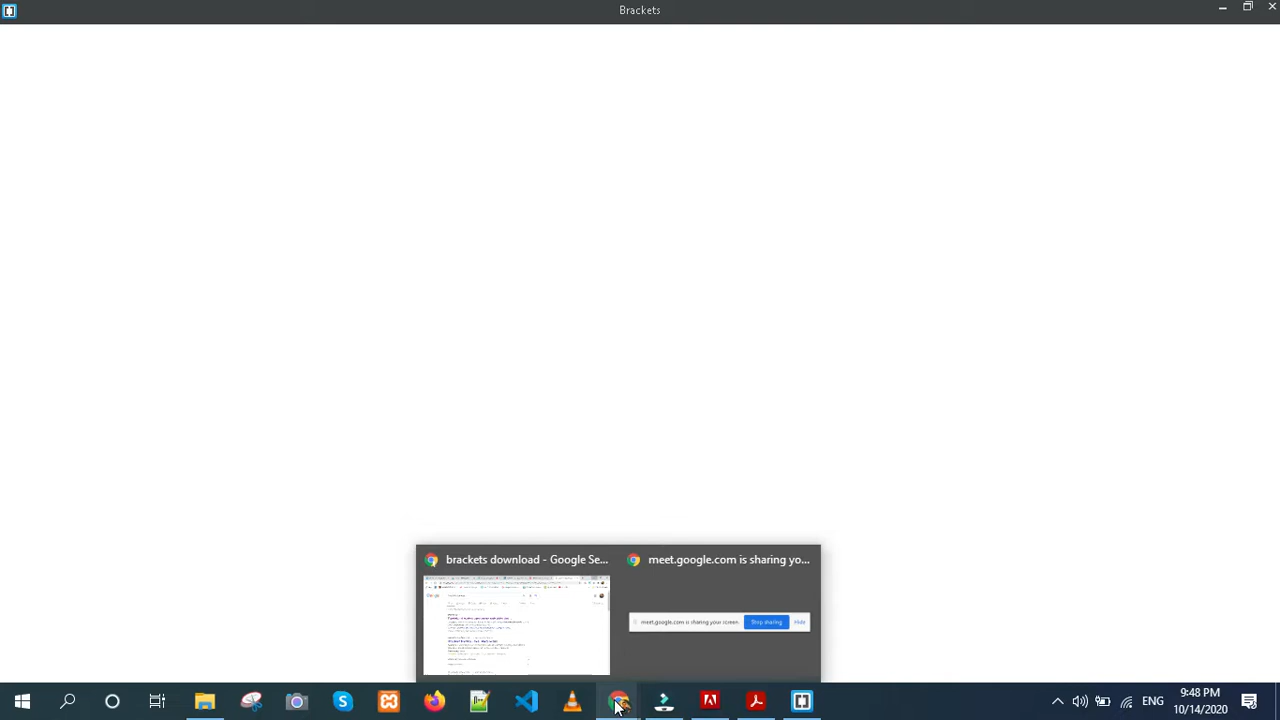 Brackets
brackets download - Google Se...
meet.google.com is sharing yo...
meet.google.com is sharing your screen.
Stop sharing
Hide
ENG
9:48 PM
10/14/2020